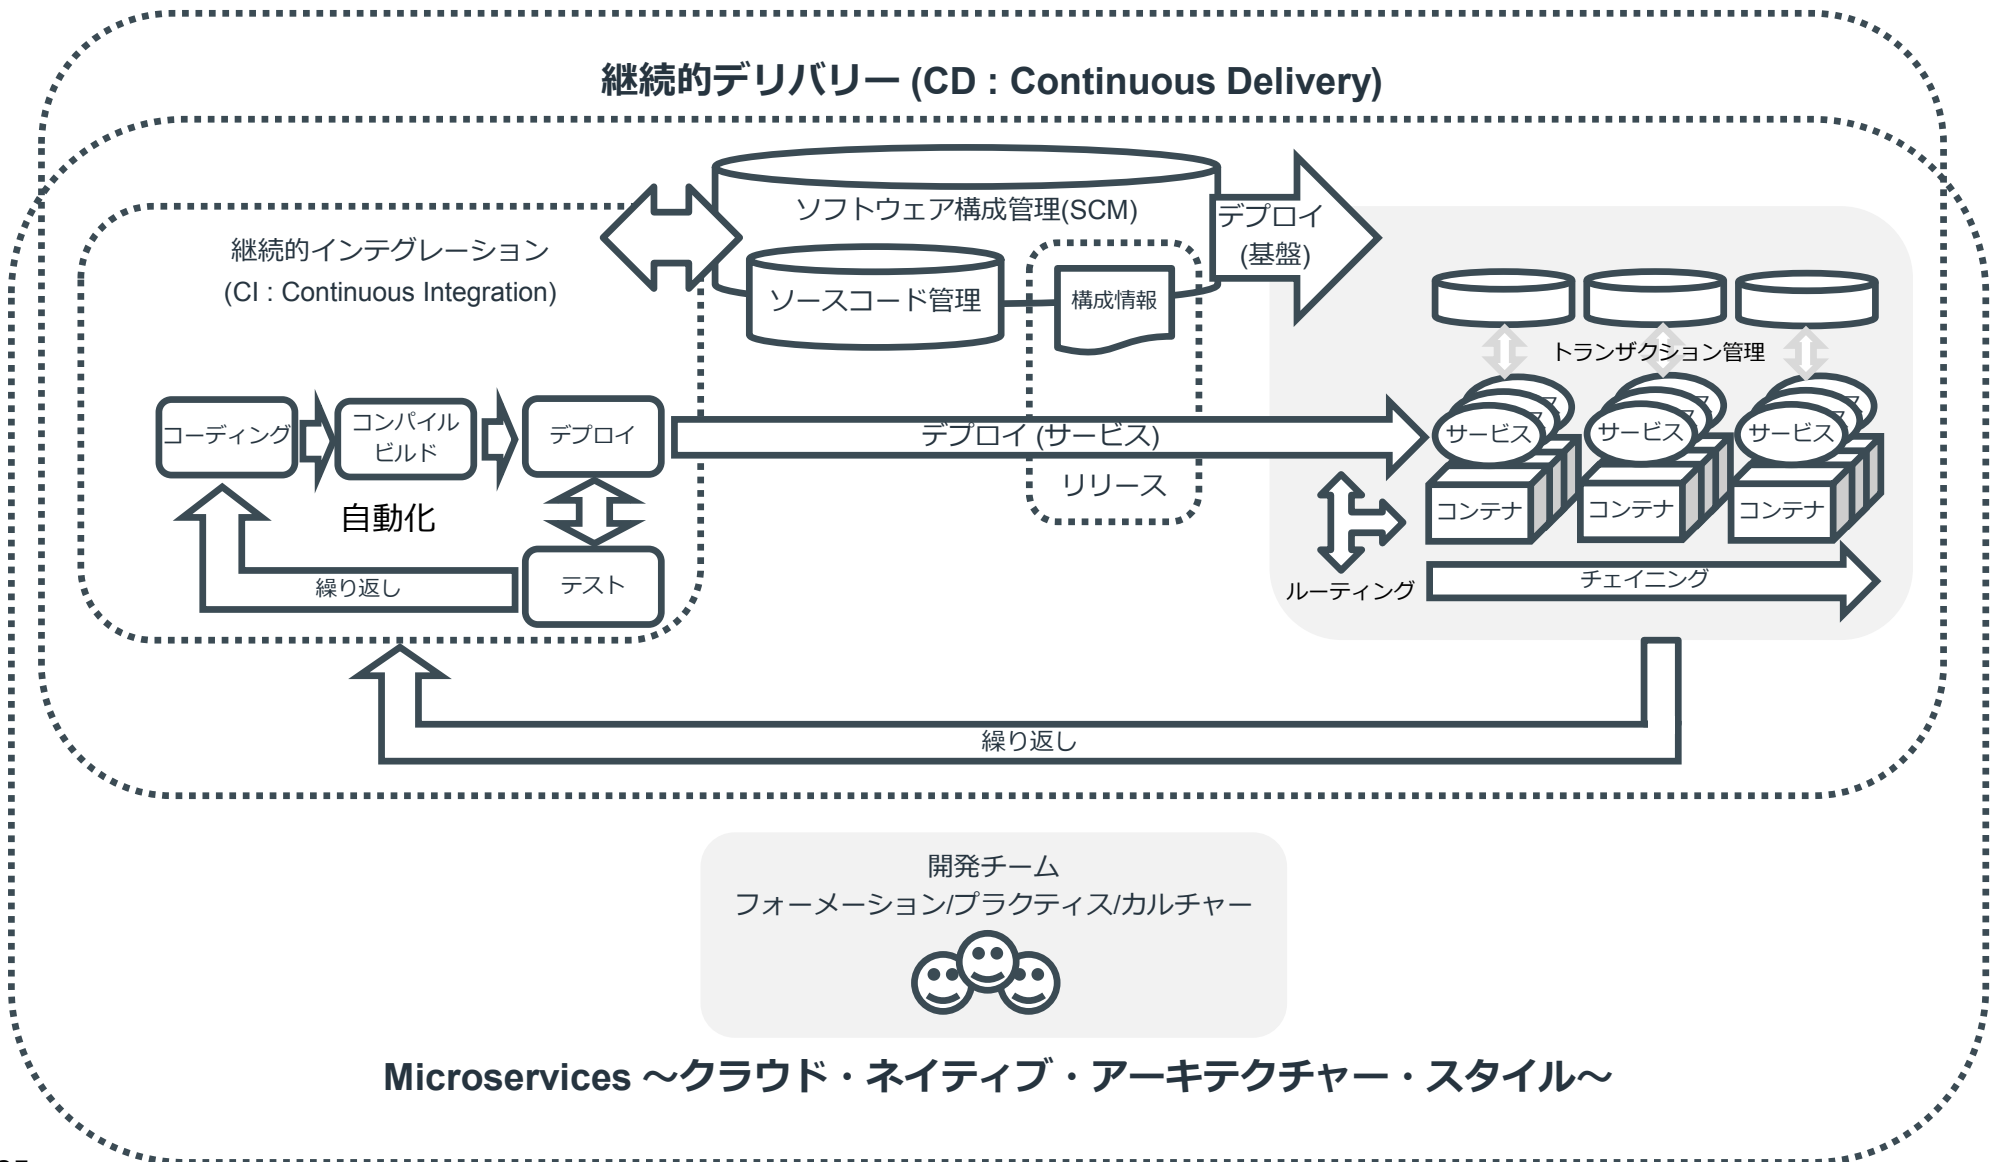 継続的デリバリー (CD : Continuous Delivery)
ソフトウェア構成管理(SCM)
デプロイ
(基盤)
継続的インテグレーション
(CI : Continuous Integration)
ソースコード管理
構成情報
トランザクション管理
コーディング
コンパイル
ビルド
デプロイ
デプロイ (サービス)
サービス
サービス
サービス
リリース
自動化
コンテナ
コンテナ
コンテナ
繰り返し
テスト
ルーティング
チェイニング
繰り返し
開発チーム
フォーメーション/プラクティス/カルチャー
Microservices ～クラウド・ネイティブ・アーキテクチャー・スタイル～